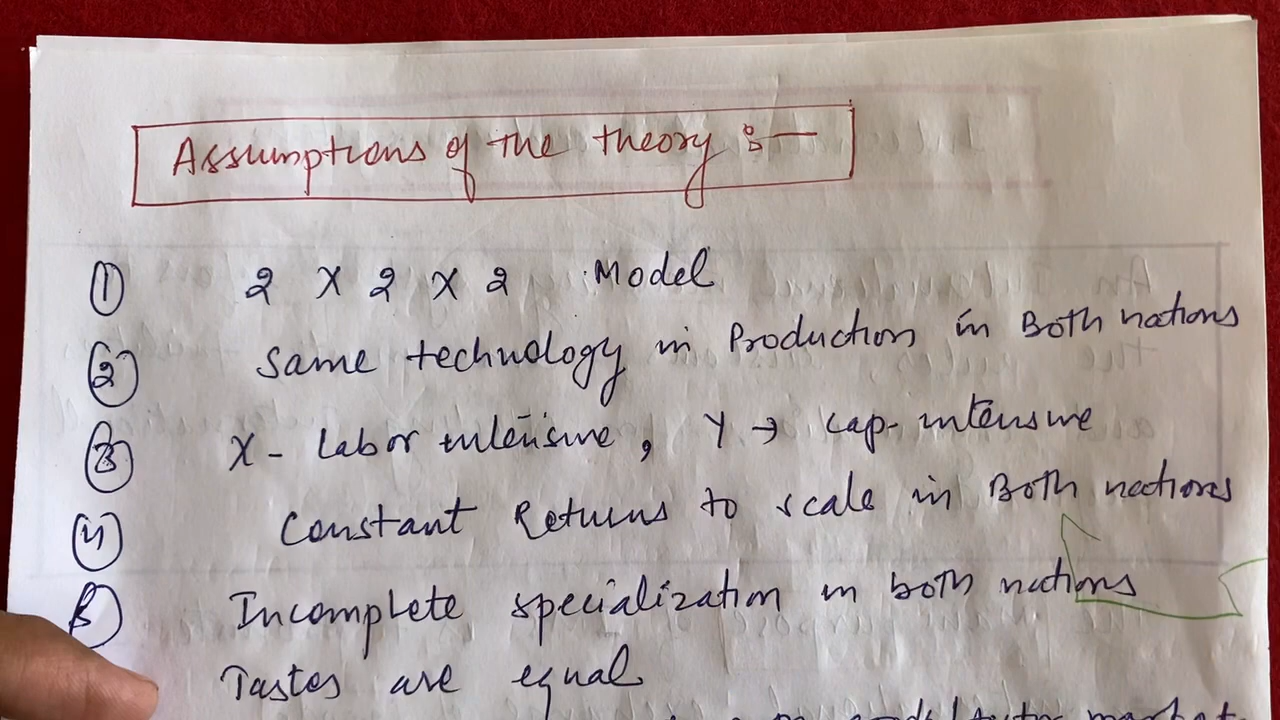 Assumptions of the theory :-
① 2 X 2 X 2 Model
② Same technology in Production in Both nations
③ X - Labor intensive, Y → Cap- intensive
④ Constant Returns to scale in Both nations
⑤ Incomplete specialization in both nations
Tastes are equal